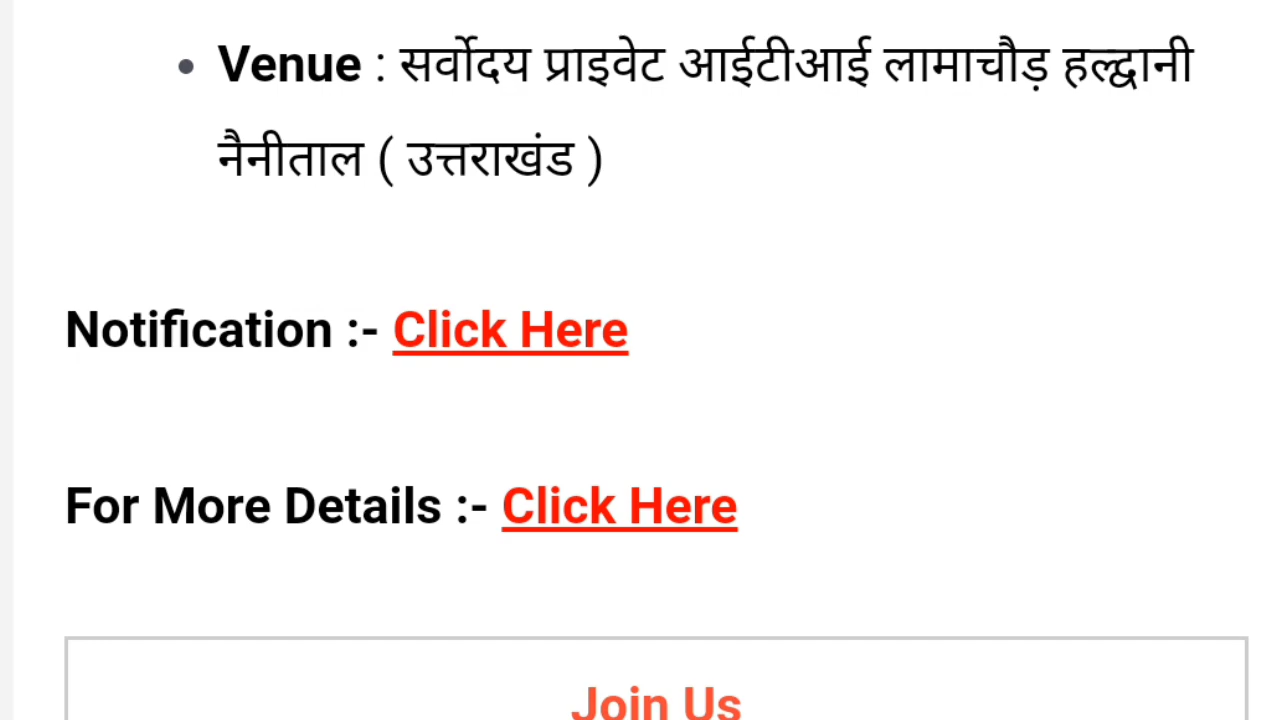 • Venue : सर्वोदय प्राइवेट आईटीआई लामाचौड़ हल्द्वानी
नैनीताल ( उत्तराखंड )
Notification :- Click Here
For More Details :- Click Here
Join Us